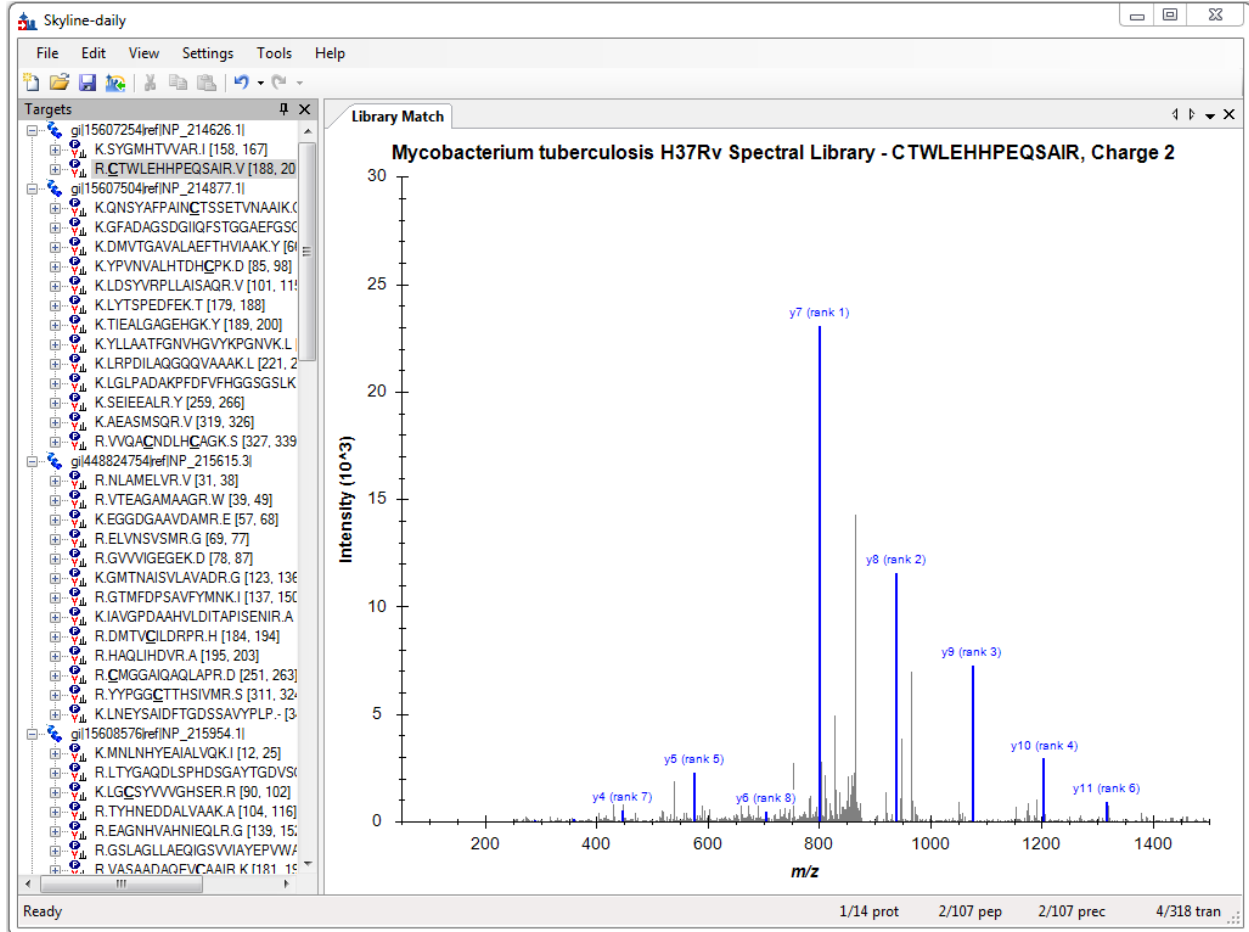 Skyline-daily
File Edit View Settings Tools Help
Targets
gi|15607254|ref|NP_214626.1|
K.SYGMHTVVAR.I [158, 167]
R.CTWLEHHPEQSAIR.V [188, 20
gi|15607504|ref|NP_214877.1|
K.QNSYAFPAINCTSSETVNAAIK.
K.GFADAGSDGIIQFSTGGAEFGS
K.DMVTGAVALAEFTHVIAAK.Y [6
K.YPVNVALHTDHCPK.D [85, 98]
K.LDSYVRPLLAISAQR.V [101, 11
K.LYTSPEDFEK.T [179, 188]
K.TIEALGAGEHGK.Y [189, 200]
K.YLLAATFGNVHGVYKPGNVK.L
K.LRPDILAQGQQVAAAK.L [221, 2
K.LGLPADAKPFDFVFHGGSGSLK
K.SEIEEALR.Y [259, 266]
K.AEASMSQR.V [319, 326]
R.VVQACNDLHCAGK.S [327, 339
gi|448824754|ref|NP_215615.3|
R.NLAMELVR.V [31, 38]
R.VTEAGAMAAGR.W [39, 49]
K.EGGDGAAVDAMR.E [57, 68]
R.ELVNSVSMR.G [69, 77]
R.GVVVIGEGEK.D [78, 87]
K.GMTNAISVLAVADR.G [123, 136
R.GTMFDPSAVFYMNK.I [137, 150
K.IAVGPDAAHVLDITAPISENIR.A
R.DMTVCILDRPR.H [184, 194]
R.HAQLIHDVR.A [195, 203]
R.CMGGAIQAQLAPR.D [251, 263]
R.YYPGGCTTHSIVMR.S [311, 324
K.LNEYSAIDFTGDSSAVYPLP.- [3
gi|15608576|ref|NP_215954.1|
K.MNLNHYEAIALVQK.I [12, 25]
R.LTYGAQDLSPHDSGAYTGDVS
K.LGCSYVVVGHSER.R [90, 102]
R.TYHNEDDALVAAK.A [104, 116]
R.EAGNHVAHNIEQLR.G [139, 15
R.GSLAGLLAEQIGSVVIAYEPVWA
R.VASAADAQEVCAAIR.K [181, 19
Library Match
Mycobacterium tuberculosis H37Rv Spectral Library - CTWLEHHPEQSAIR, Charge 2
30
25
20
15
10
5
0
Intensity (10^3)
y7 (rank 1)
y8 (rank 2)
y9 (rank 3)
y10 (rank 4)
y5 (rank 5)
y4 (rank 7)
y6 (rank 8)
y11 (rank 6)
200 400 600 800 1000 1200 1400
m/z
Ready 1/14 prot 2/107 pep 2/107 prec 4/318 tran